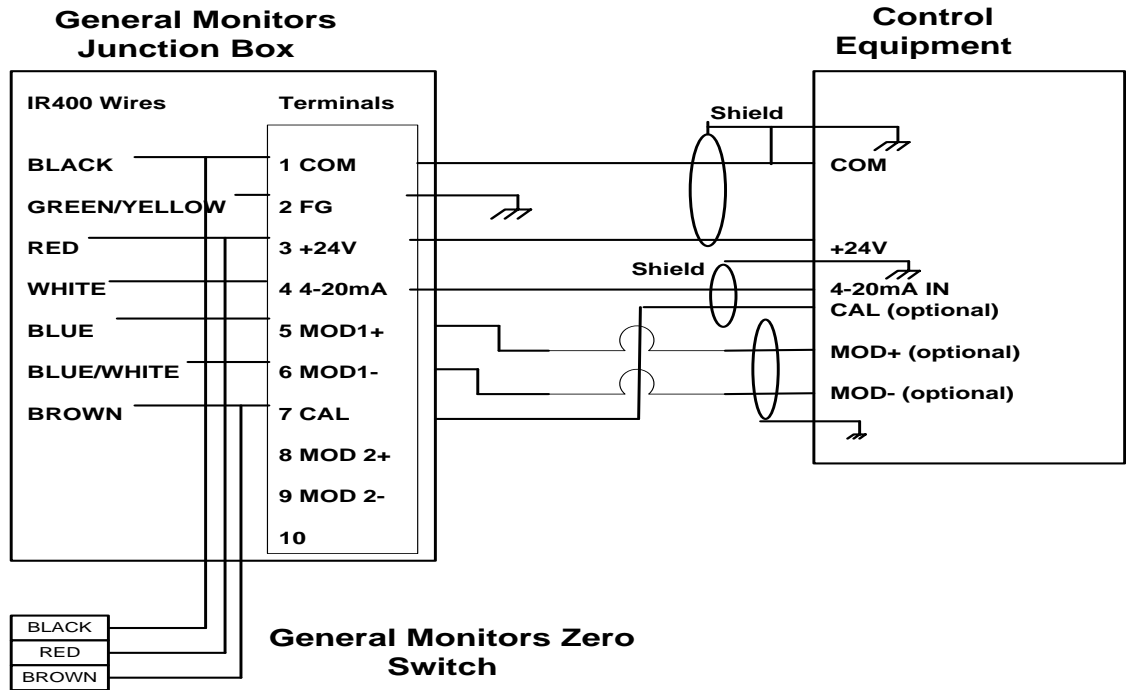 General Monitors
Junction Box
Control
Equipment
IR400 Wires
Terminals
BLACK
1 COM
GREEN/YELLOW
2 FG
RED
3 +24V
WHITE
4 4-20mA
BLUE
5 MOD1+
BLUE/WHITE
6 MOD1-
BROWN
7 CAL
8 MOD 2+
9 MOD 2-
10
Shield
Shield
COM
+24V
4-20mA IN
CAL (optional)
MOD+ (optional)
MOD- (optional)
BLACK
RED
BROWN
General Monitors Zero
Switch